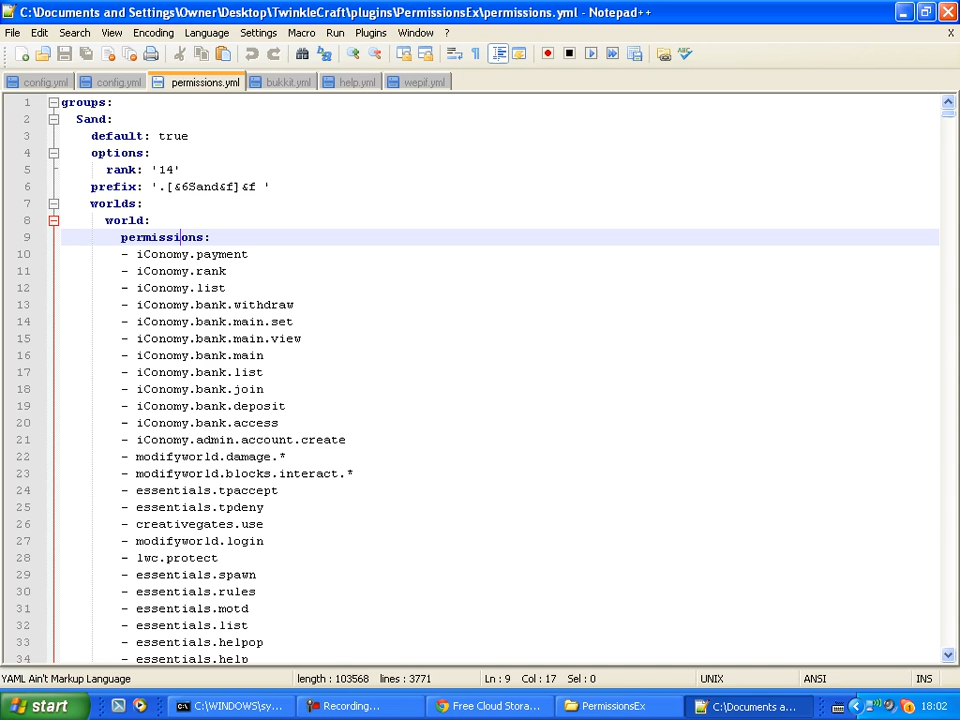 C:\Documents and Settings\Owner\Desktop\TwinkleCraft\plugins\PermissionsEx\permissions.yml - Notepad++
File Edit Search View Encoding Language Settings Macro Run Plugins Window ? X
config.yml config.yml permissions.yml bukkit.yml help.yml wepif.yml
1 groups:
2 Sand:
3 default: true
4 options:
5 rank: '14'
6 prefix: '.[&6Sand&f]&f '
7 worlds:
8 world:
9 permissions:
10 - iConomy.payment
11 - iConomy.rank
12 - iConomy.list
13 - iConomy.bank.withdraw
14 - iConomy.bank.main.set
15 - iConomy.bank.main.view
16 - iConomy.bank.main
17 - iConomy.bank.list
18 - iConomy.bank.join
19 - iConomy.bank.deposit
20 - iConomy.bank.access
21 - iConomy.admin.account.create
22 - modifyworld.damage.*
23 - modifyworld.blocks.interact.*
24 - essentials.tpaccept
25 - essentials.tpdeny
26 - creativegates.use
27 - modifyworld.login
28 - lwc.protect
29 - essentials.spawn
30 - essentials.rules
31 - essentials.motd
32 - essentials.list
33 - essentials.helpop
34 - essentials.help
YAML Ain't Markup Language length : 103568 lines : 3771 Ln : 9 Col : 17 Sel : 0 UNIX ANSI INS
start C:\WINDOWS\sy... Recording... Free Cloud Stora... PermissionsEx C:\Documents a... 18:02